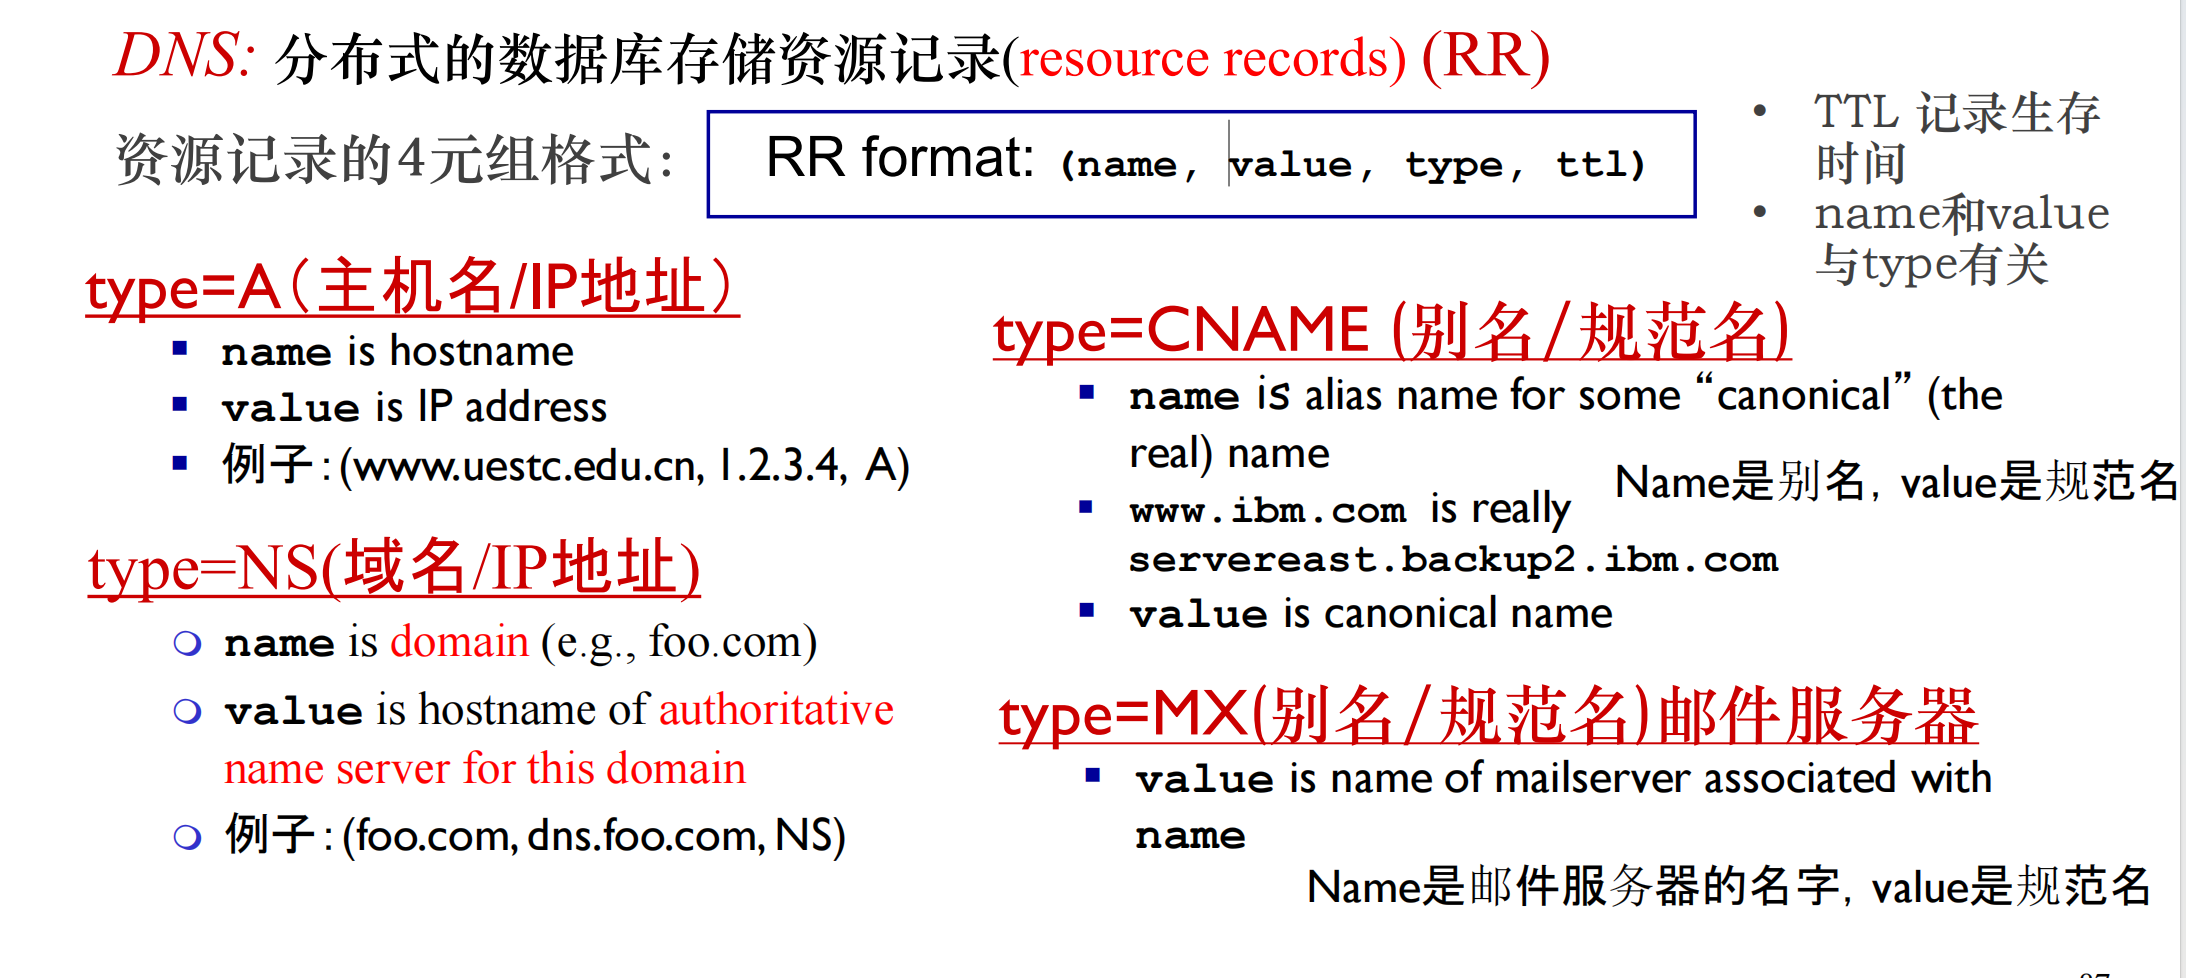 DNS: 分布式的数据库存储资源记录(resource records) (RR)
资源记录的4元组格式：
RR format: (name, value, type, ttl)
• TTL 记录生存
时间
• name和value
与type有关
type=A（主机名/IP地址）
▪ name is hostname
▪ value is IP address
▪ 例子：(www.uestc.edu.cn, 1.2.3.4, A)
type=NS(域名/IP地址)
❍ name is domain (e.g., foo.com)
❍ value is hostname of authoritative
name server for this domain
❍ 例子：(foo.com, dns.foo.com, NS)
type=CNAME (别名/规范名)
▪ name is alias name for some “canonical” (the
real) name
Name是别名，value是规范名
▪ www.ibm.com is really
servereast.backup2.ibm.com
▪ value is canonical name
type=MX(别名/规范名)邮件服务器
▪ value is name of mailserver associated with
name
Name是邮件服务器的名字，value是规范名